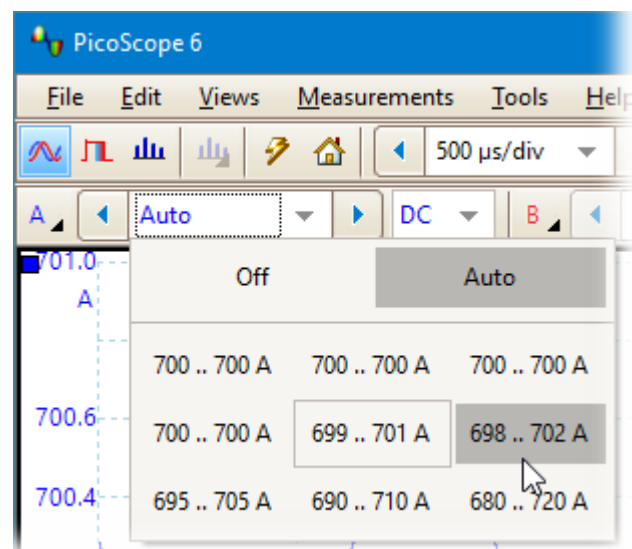 PicoScope 6
File Edit Views Measurements Tools Help
500 µs/div
A Auto DC B
701.0
A
Off Auto
700 .. 700 A 700 .. 700 A 700 .. 700 A
700.6
700 .. 700 A 699 .. 701 A 698 .. 702 A
700.4
695 .. 705 A 690 .. 710 A 680 .. 720 A